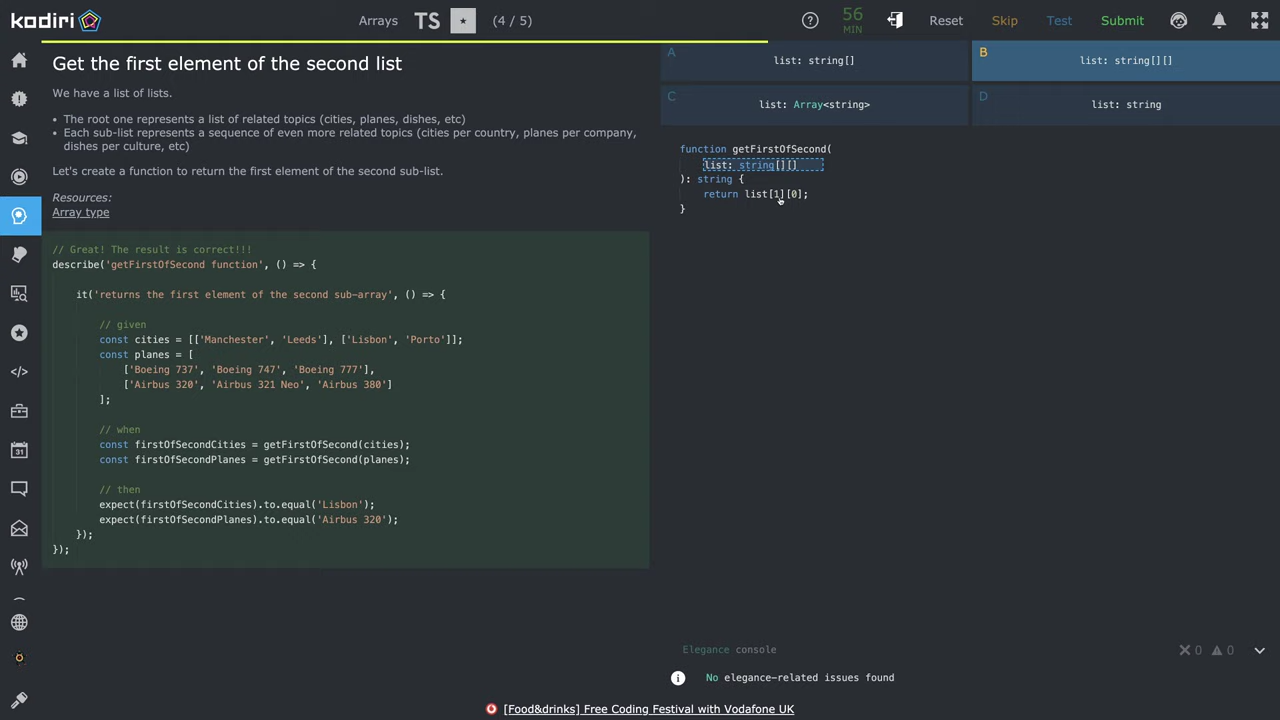 kodiri
Arrays TS (4 / 5)
56 MIN
Reset Skip Test Submit
Get the first element of the second list
We have a list of lists.
The root one represents a list of related topics (cities, planes, dishes, etc)
Each sub-list represents a sequence of even more related topics (cities per country, planes per company,
dishes per culture, etc)
Let's create a function to return the first element of the second sub-list.
Resources:
Array type
// Great! The result is correct!!!
describe('getFirstOfSecond function', () => {
it('returns the first element of the second sub-array', () => {
// given
const cities = [['Manchester', 'Leeds'], ['Lisbon', 'Porto']];
const planes = [
['Boeing 737', 'Boeing 747', 'Boeing 777'],
['Airbus 320', 'Airbus 321 Neo', 'Airbus 380']
];
// when
const firstOfSecondCities = getFirstOfSecond(cities);
const firstOfSecondPlanes = getFirstOfSecond(planes);
// then
expect(firstOfSecondCities).to.equal('Lisbon');
expect(firstOfSecondPlanes).to.equal('Airbus 320');
});
});
A list: string[]
B list: string[][]
C list: Array<string>
D list: string
function getFirstOfSecond(
list: string[][]
): string {
return list[1][0];
}
Elegance console
0 0
No elegance-related issues found
31
[Food&drinks] Free Coding Festival with Vodafone UK